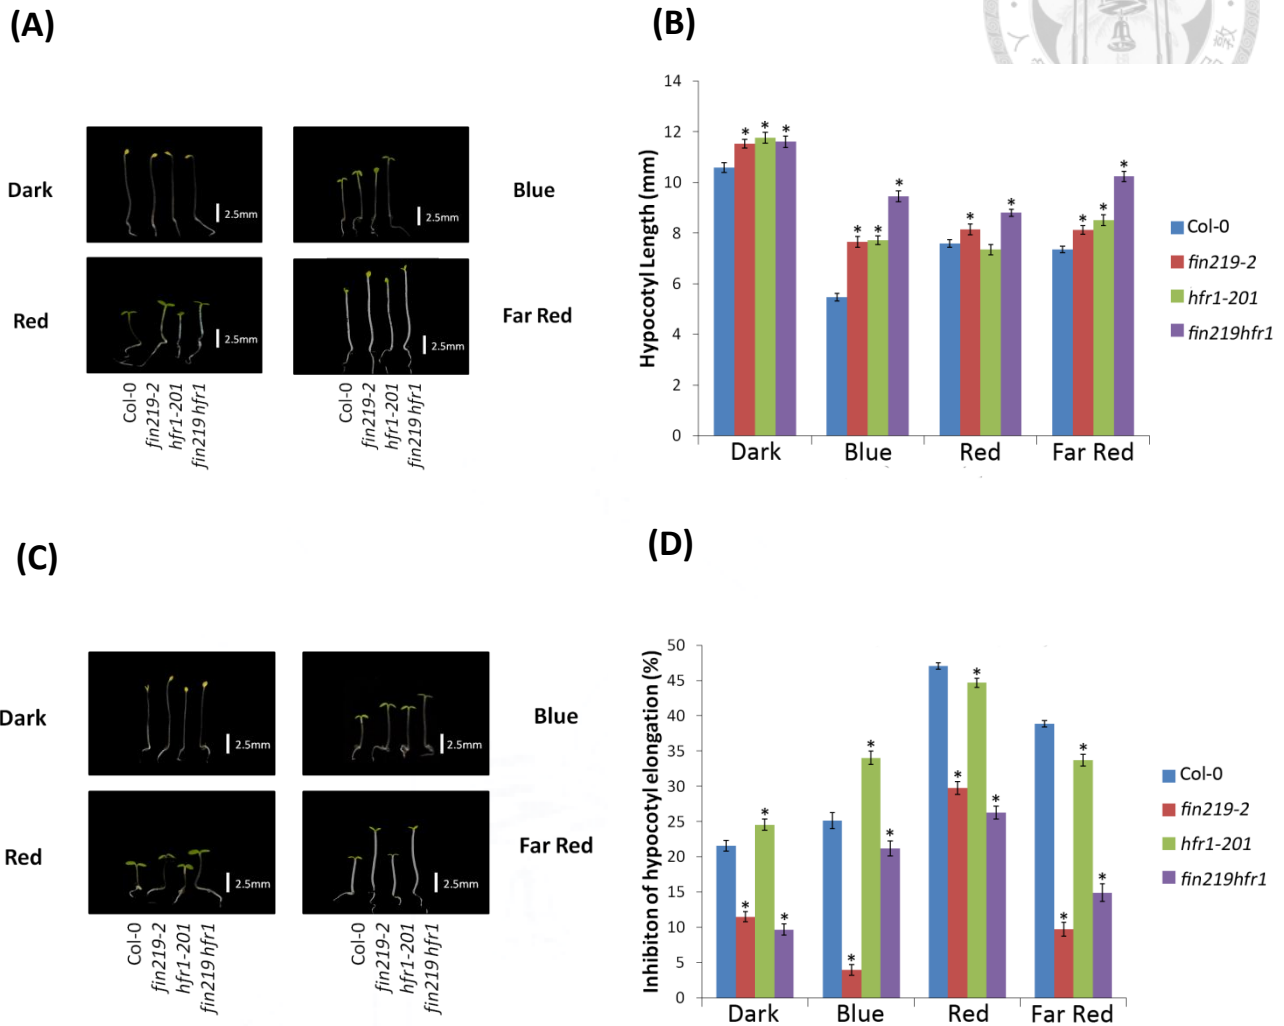 (A)
(B)
Dark
2.5mm
2.5mm
Blue
Red
2.5mm
2.5mm
Far Red
Col-0
fin219-2
hfr1-201
fin219 hfr1
Col-0
fin219-2
hfr1-201
fin219 hfr1
Hypocotyl Length (mm)
14
12
10
8
6
4
2
0
* * *
* * *
* *
* * *
Dark
Blue
Red
Far Red
Col-0
fin219-2
hfr1-201
fin219hfr1
(C)
(D)
Dark
2.5mm
2.5mm
Blue
Red
2.5mm
2.5mm
Far Red
Col-0
fin219-2
hfr1-201
fin219 hfr1
Col-0
fin219-2
hfr1-201
fin219 hfr1
Inhibiton of hypocotyl elongation (%)
50
45
40
35
30
25
20
15
10
5
0
* * *
* * *
* * *
* * *
Dark
Blue
Red
Far Red
Col-0
fin219-2
hfr1-201
fin219hfr1